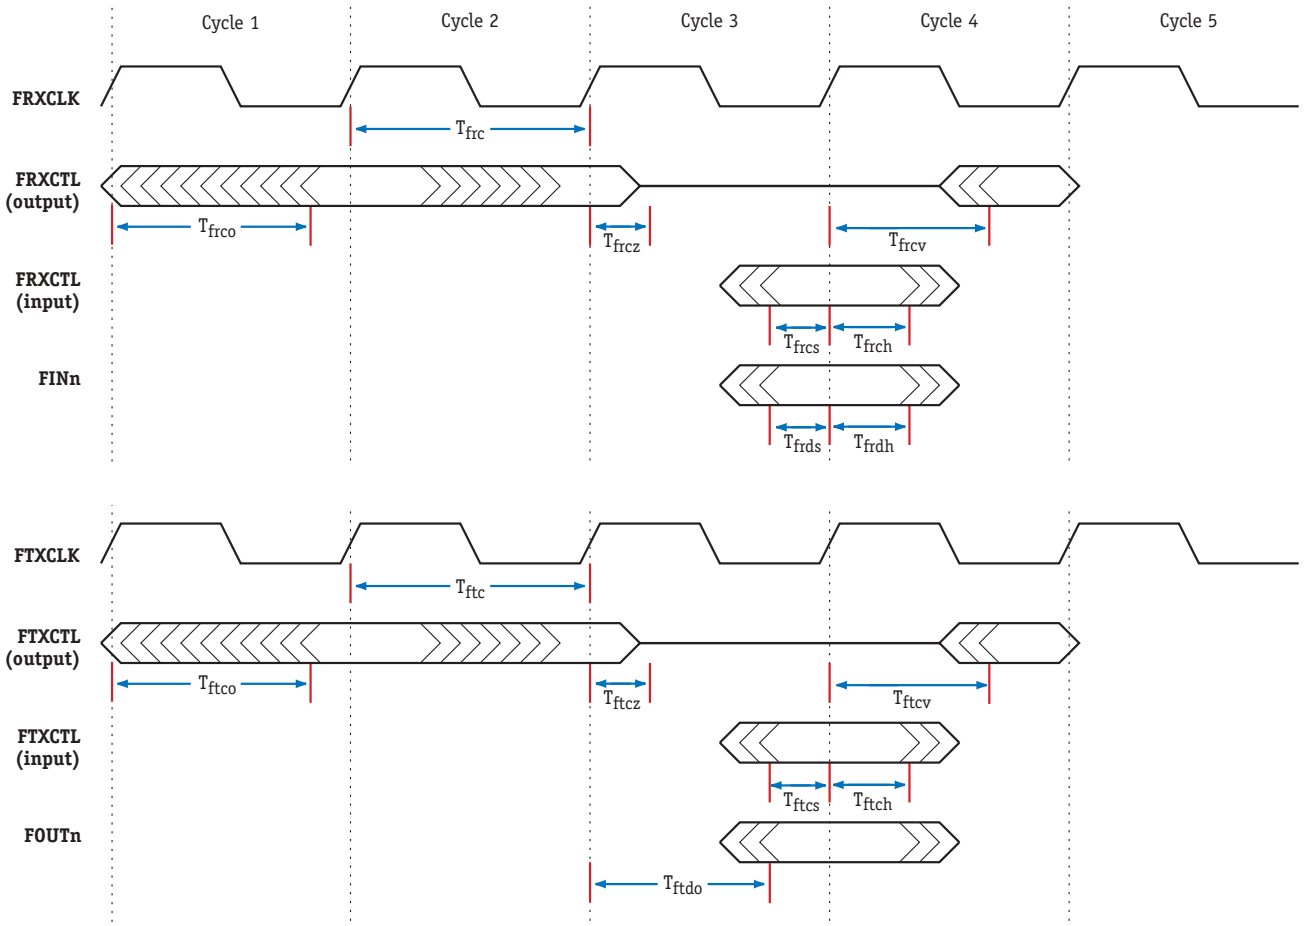 Cycle 1 Cycle 2 Cycle 3 Cycle 4 Cycle 5
FRXCLK
Tfrc
FRXCTL
(output)
Tfrco Tfrcz Tfrcv
FRXCTL
(input)
Tfrcs Tfrch
FINn
Tfrds Tfrdh
FTXCLK
Tftc
FTXCTL
(output)
Tftco Tftcz Tftcv
FTXCTL
(input)
Tftcs Tftch
FOUTn
Tftdo